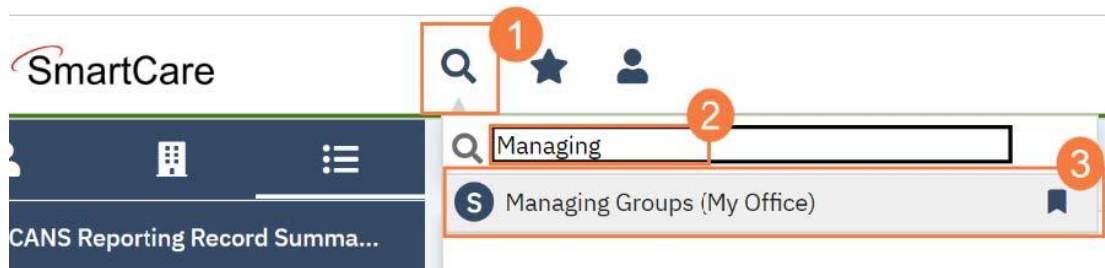 SmartCare
1
2
Managing
3
S Managing Groups (My Office)
CANS Reporting Record Summa...